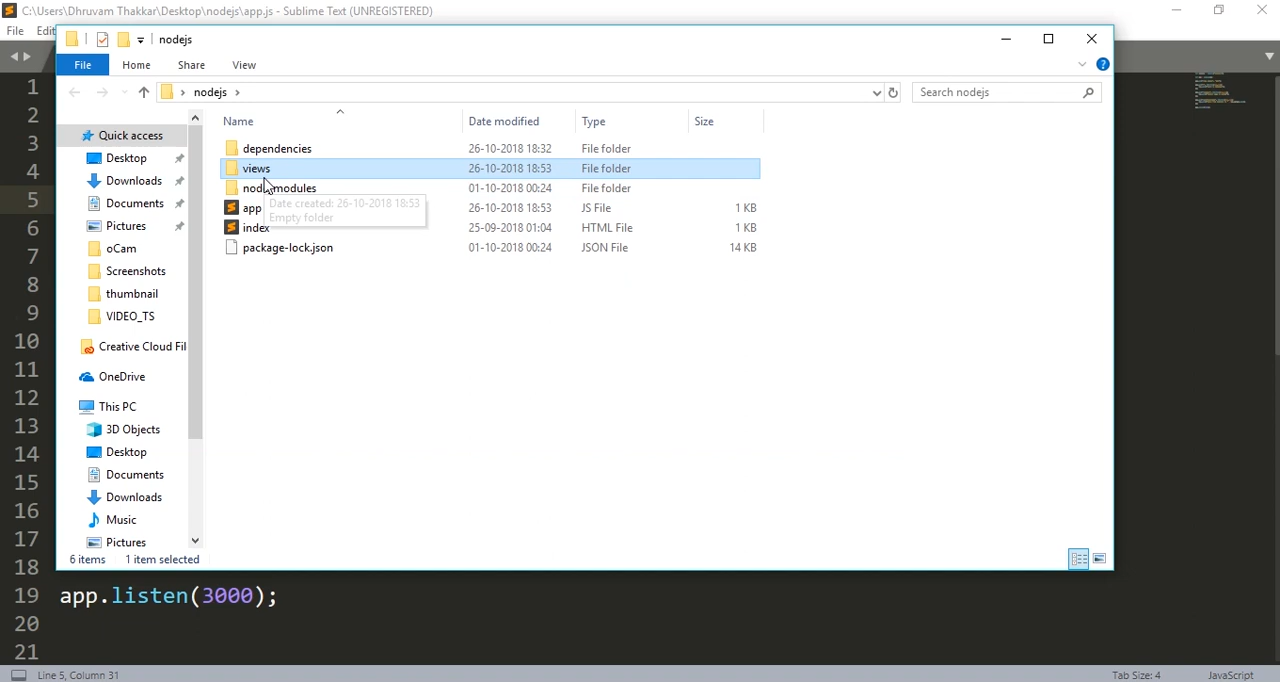 C:\Users\Dhruvam Thakkar\Desktop\nodejs\app.js - Sublime Text (UNREGISTERED)
File Edit
nodejs
File Home Share View
nodejs
Search nodejs
Name Date modified Type Size
Quick access
Desktop
Downloads
Documents
Pictures
oCam
Screenshots
thumbnail
VIDEO_TS
Creative Cloud Fil
OneDrive
This PC
3D Objects
Desktop
Documents
Downloads
Music
Pictures
dependencies 26-10-2018 18:32 File folder
views 26-10-2018 18:53 File folder
modules 01-10-2018 00:24 File folder
app 26-10-2018 18:53 JS File 1 KB
index 25-09-2018 01:04 HTML File 1 KB
package-lock.json 01-10-2018 00:24 JSON File 14 KB
Date created: 26-10-2018 18:53
Empty folder
6 items 1 item selected
1
2
3
4
5
6
7
8
9
10
11
12
13
14
15
16
17
18
19 app.listen(3000);
20
21
Line 5, Column 31 Tab Size: 4 JavaScript